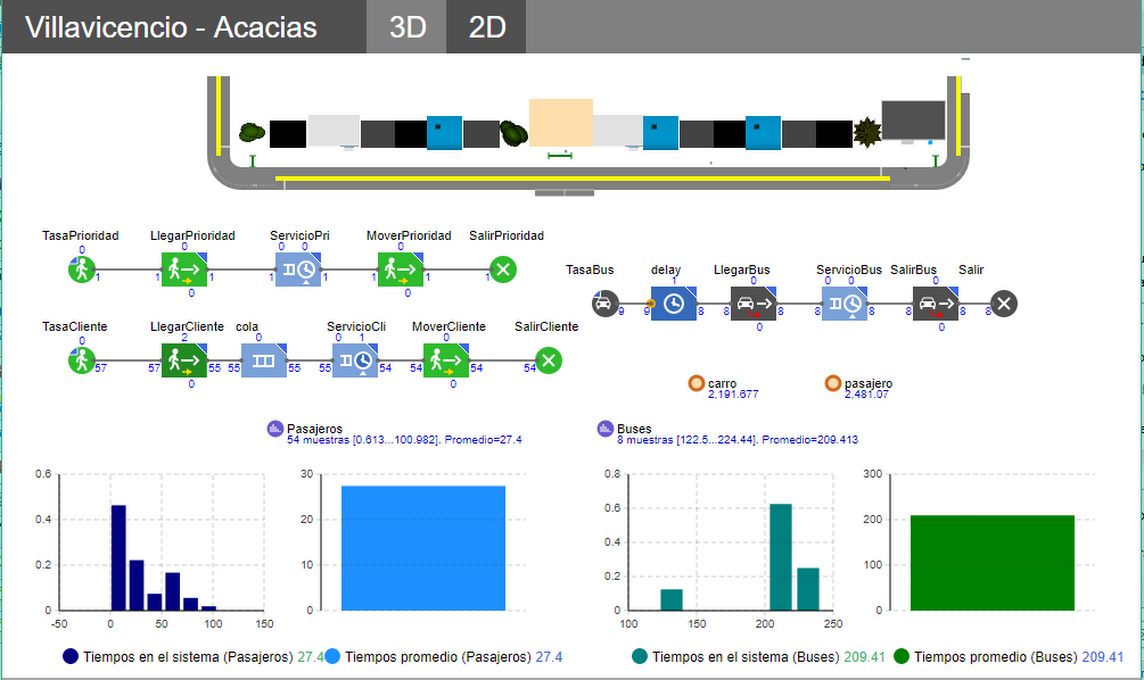 Villavicencio - Acacias 3D 2D
TasaPrioridad LlegarPrioridad ServicioPri MoverPrioridad SalirPrioridad
0 0 0 0 0
1 1 1 1 1 1 1 1
0 0
TasaCliente LlegarCliente cola ServicioCli MoverCliente SalirCliente
0 2 0 0 1 0
57 57 55 55 55 55 54 54 54 54
0 0
TasaBus delay LlegarBus ServicioBus SalirBus Salir
1 0 0 0 0
9 9 8 8 8 8 8 8 8 8
0 0
carro
2,191.677
pasajero
2,481.07
Pasajeros
54 muestras [0.613...100.982]. Promedio=27.4
Buses
8 muestras [122.5...224.44]. Promedio=209.413
0.6
0.4
0.2
0
-50 0 50 100 150
30
20
10
0
0.8
0.6
0.4
0.2
0
100 150 200 250
300
200
100
0
Tiempos en el sistema (Pasajeros) 27.4
Tiempos promedio (Pasajeros) 27.4
Tiempos en el sistema (Buses) 209.41
Tiempos promedio (Buses) 209.41